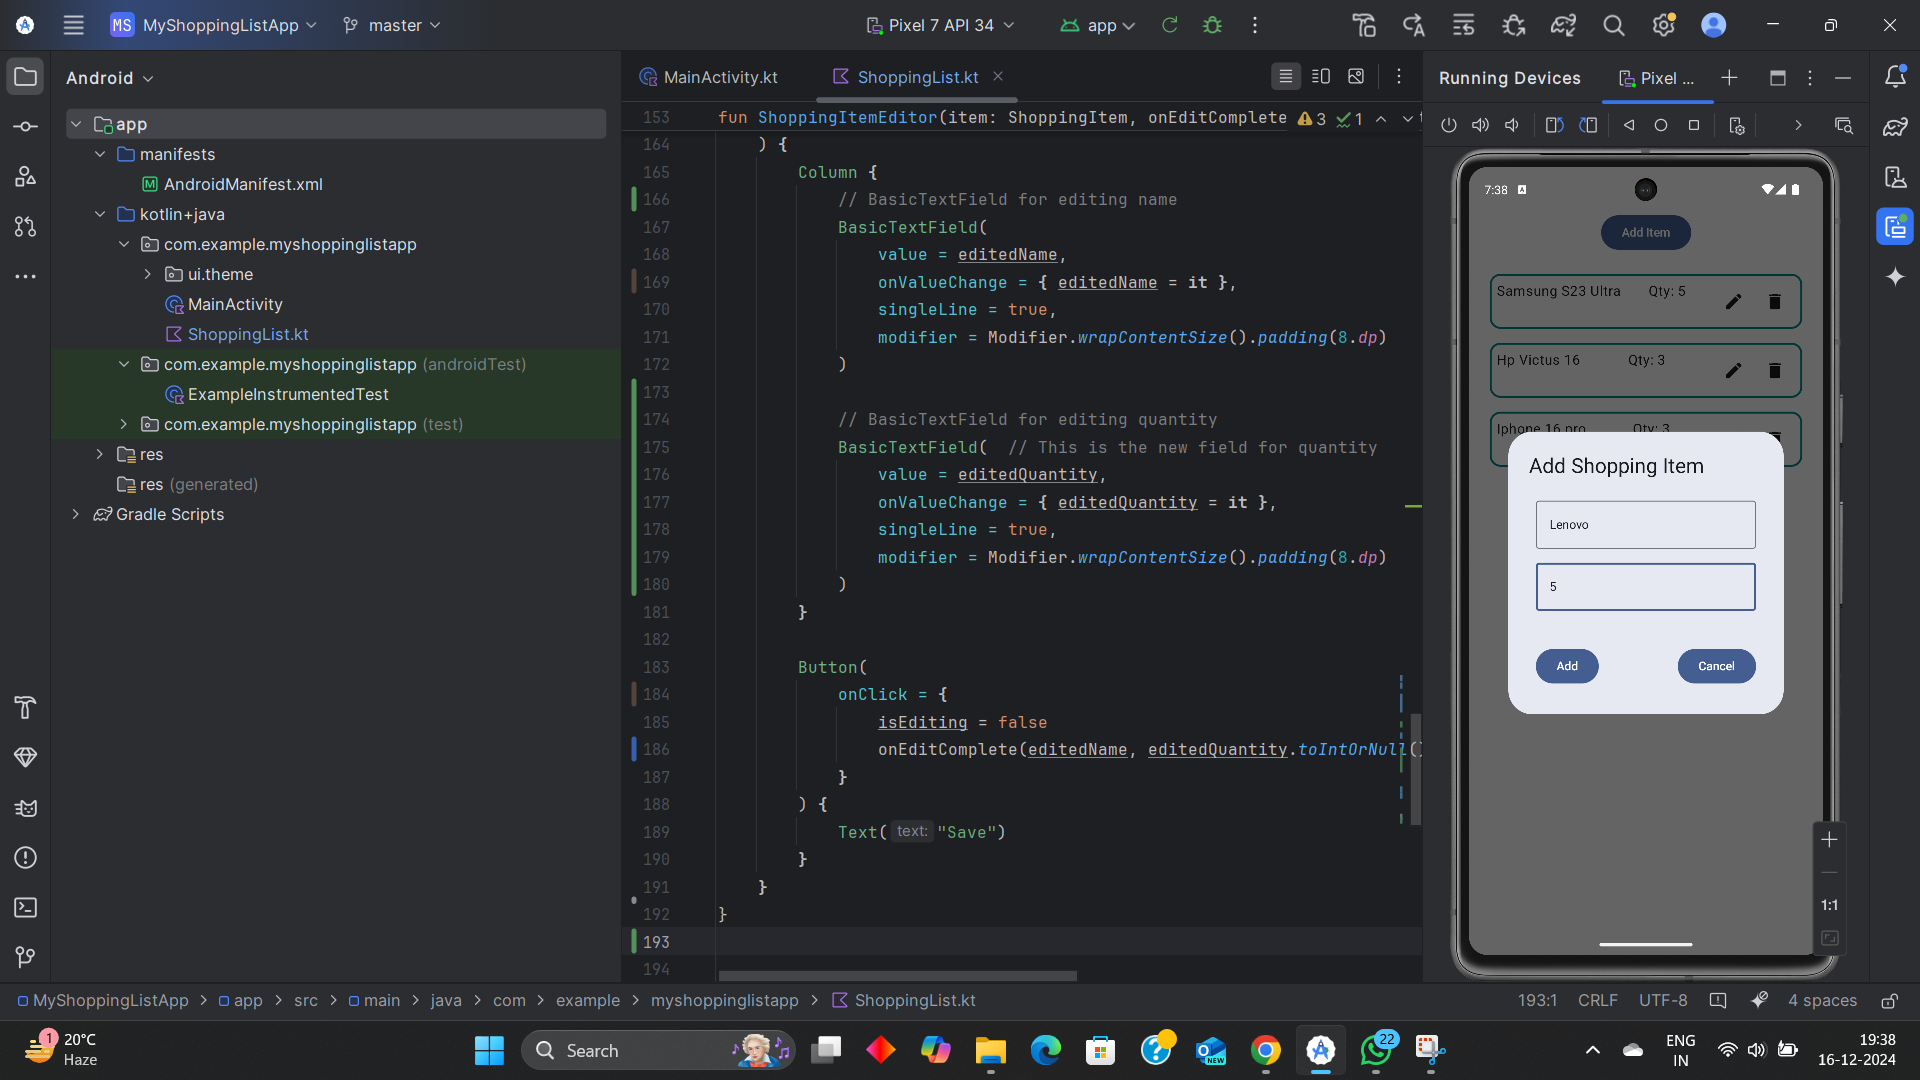 MS MyShoppingListApp master Pixel 7 API 34 app
Android
app
manifests
AndroidManifest.xml
kotlin+java
com.example.myshoppinglistapp
ui.theme
MainActivity
ShoppingList.kt
com.example.myshoppinglistapp (androidTest)
ExampleInstrumentedTest
com.example.myshoppinglistapp (test)
res
res (generated)
Gradle Scripts
MainActivity.kt ShoppingList.kt
153 fun ShoppingItemEditor(item: ShoppingItem, onEditComplete 3 1
164 ) {
165 Column {
166 // BasicTextField for editing name
167 BasicTextField(
168 value = editedName,
169 onValueChange = { editedName = it },
170 singleLine = true,
171 modifier = Modifier.wrapContentSize().padding(8.dp)
172 )
173
174 // BasicTextField for editing quantity
175 BasicTextField( // This is the new field for quantity
176 value = editedQuantity,
177 onValueChange = { editedQuantity = it },
178 singleLine = true,
179 modifier = Modifier.wrapContentSize().padding(8.dp)
180 )
181 }
182
183 Button(
184 onClick = {
185 isEditing = false
186 onEditComplete(editedName, editedQuantity.toIntOrNull()
187 }
188 ) {
189 Text( text: "Save")
190 }
191 }
192 }
193
194
Running Devices Pixel ...
7:38
Add Item
Samsung S23 Ultra Qty: 5
Hp Victus 16 Qty: 3
Iphone 16 pro Qty: 3
Add Shopping Item
Lenovo
5
Add Cancel
1:1
MyShoppingListApp > app > src > main > java > com > example > myshoppinglistapp > ShoppingList.kt
193:1 CRLF UTF-8 4 spaces
1
20°C
Haze
Search
NEW
22
ENG
IN
19:38
16-12-2024